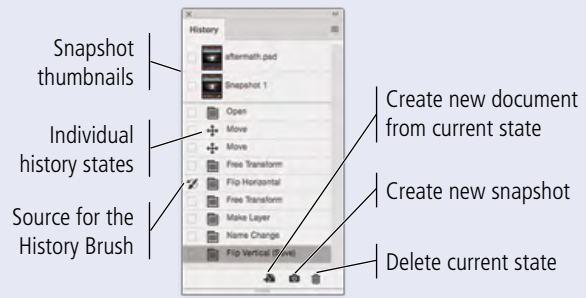 History
aftermath.psd
Snapshot 1
Open
Move
Move
Free Transform
Flip Horizontal
Free Transform
Make Layer
Name Change
Flip Vertical (Save)
Snapshot
thumbnails
Individual
history states
Source for the
History Brush
Create new document
from current state
Create new snapshot
Delete current state